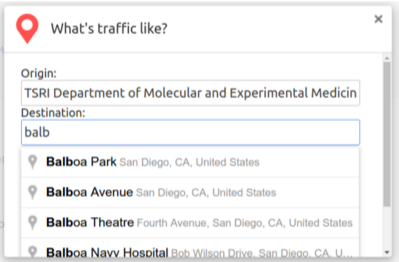 What's traffic like?
×
Origin:
TSRI Department of Molecular and Experimental Medicin
Destination:
balb
Balboa Park San Diego, CA, United States
Balboa Avenue San Diego, CA, United States
Balboa Theatre Fourth Avenue, San Diego, CA, United States
Balboa Navy Hospital Bob Wilson Drive, San Diego, CA, U...